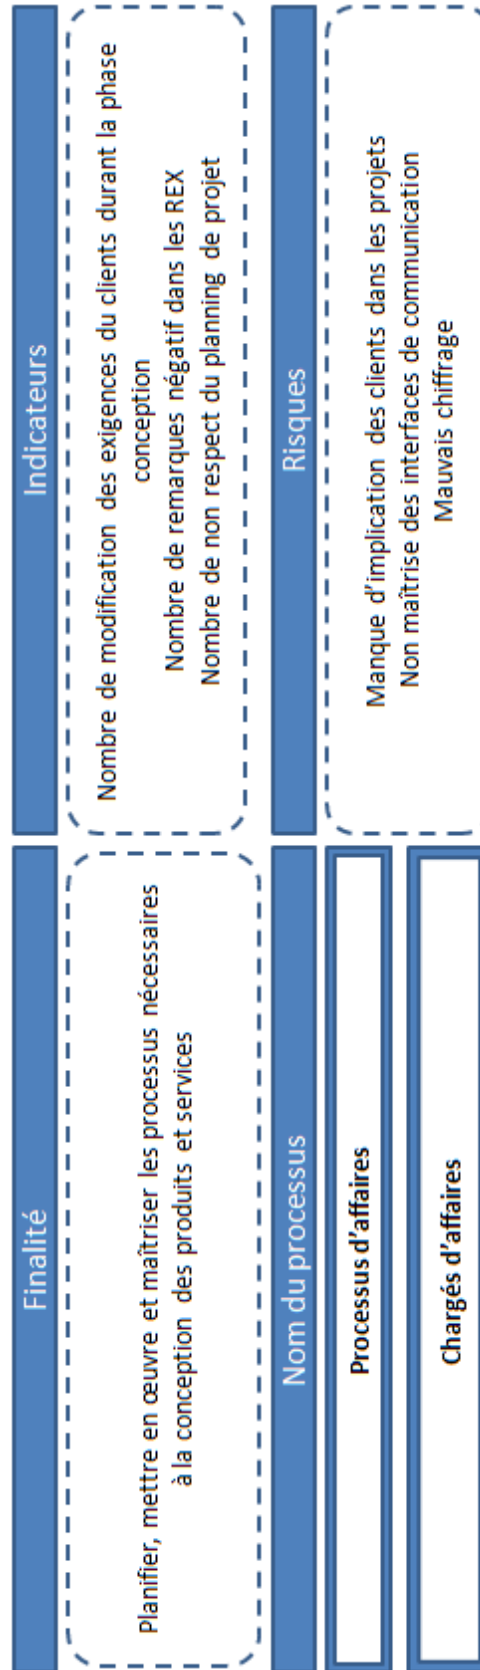 Finalité
Planifier, mettre en œuvre et maîtriser les processus nécessaires
à la conception des produits et services
Indicateurs
Nombre de modification des exigences du clients durant la phase
conception
Nombre de remarques négatif dans les REX
Nombre de non respect du planning de projet
Nom du processus
Processus d'affaires
Chargés d'affaires
Risques
Manque d'implication des clients dans les projets
Non maîtrise des interfaces de communication
Mauvais chiffrage